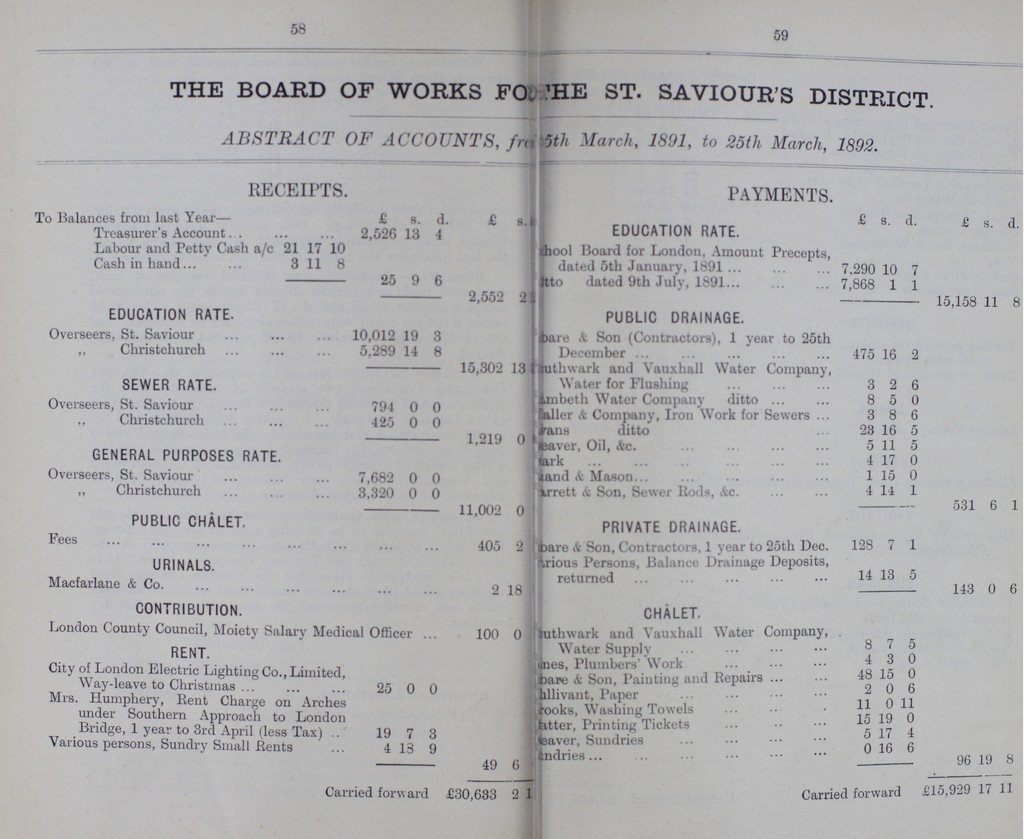 58
THE BOARD OF WORKS FO
ABSTRACT OF ACCOUNTS, fr
RECEIPTS.
£ s. d. £ s.
To Balances from last Year—
Treasurer's Account... ... ... 2,526 13 4
Labour and Petty Cash a/c 21 17 10
Cash in hand... ... 3 11 8
25 9 6
2,552 2
EDUCATION RATE.
Overseers, St. Saviour ... ... ... 10,012 19 3
,, Christchurch ... ... ... 5,289 14 8
15,302 13
SEWER RATE.
Overseers, St. Saviour ... ... ... 794 0 0
,, Christchurch ... ... ... 425 0 0
1,219 0
GENERAL PURPOSES RATE.
Overseers, St. Saviour ... ... ... 7,682 0 0
,, Christchurch ... ... ... 3,320 0 0
11,002 0
PUBLIC CHÂLET.
Fees ... ... ... ... ... ... ... ... 405 2
URINALS.
Macfarlane & Co. ... ... ... ... ... ... 2 18
CONTRIBUTION.
London County Council, Moiety Salary Medical Officer ... 100 0
RENT.
City of London Electric Lighting Co., Limited,
Way-leave to Christmas ... ... ... 25 0 0
Mrs. Humphery, Rent Charge on Arches
under Southern Approach to London
Bridge, 1 year to 3rd April (less Tax) .. 19 7 3
Various persons, Sundry Small Rents ... 4 18 9
49 6
Carried forward £30,633 2 1
59
HE ST. SAVIOUR'S DISTRICT.
5th March, 1891, to 25th March, 1892.
PAYMENTS.
£ s. d. £ s. d.
EDUCATION RATE.
hool Board for London, Amount Precepts,
dated 5th January, 1891 ... ... ... 7,290 10 7
tto dated 9th July, 1891... ... ... 7,868 1 1
15,158 11 8
PUBLIC DRAINAGE.
oare & Son (Contractors), 1 year to 25th
December ... ... ... ... ... 475 16 2
uthwark and Vauxhall Water Company,
Water for Flushing ... ... ... 3 2 6
mbeth Water Company ditto ... ... 8 5 0
aller & Company, Iron Work for Sewers ... 3 8 6
ans ditto ... 23 16 5
eaver, Oil, &c. ... ... ... ... 5 11 5
ark ... ... ... ... ... ... 4 17 0
and & Mason... ... ... ... ... 1 15 0
arrett & Son, Sewer Rods, &c. ... ... 4 14 1
531 6 1
PRIVATE DRAINAGE.
oare & Son, Contractors, 1 year to 25th Dec. 128 7 1
arious Persons, Balance Drainage Deposits,
returned ... ... ... ... ... 14 13 5
143 0 6
CHÂLET.
uthwark and Vauxhall Water Company,
Water Supply ... ... ... ... 8 7 5
nes, Plumbers' Work ... ... ... 4 3 0
oare & Son, Painting and Repairs ... ... 48 15 0
llivant, Paper ... ... ... ... 2 0 6
ooks, Washing Towels ... ... ... 11 0 11
atter, Printing Tickets ... ... ... 15 19 0
eaver, Sundries ... ... ... ... 5 17 4
ndries ... ... ... ... ... ... 0 16 6
96 19 8
Carried forward £15,929 17 11